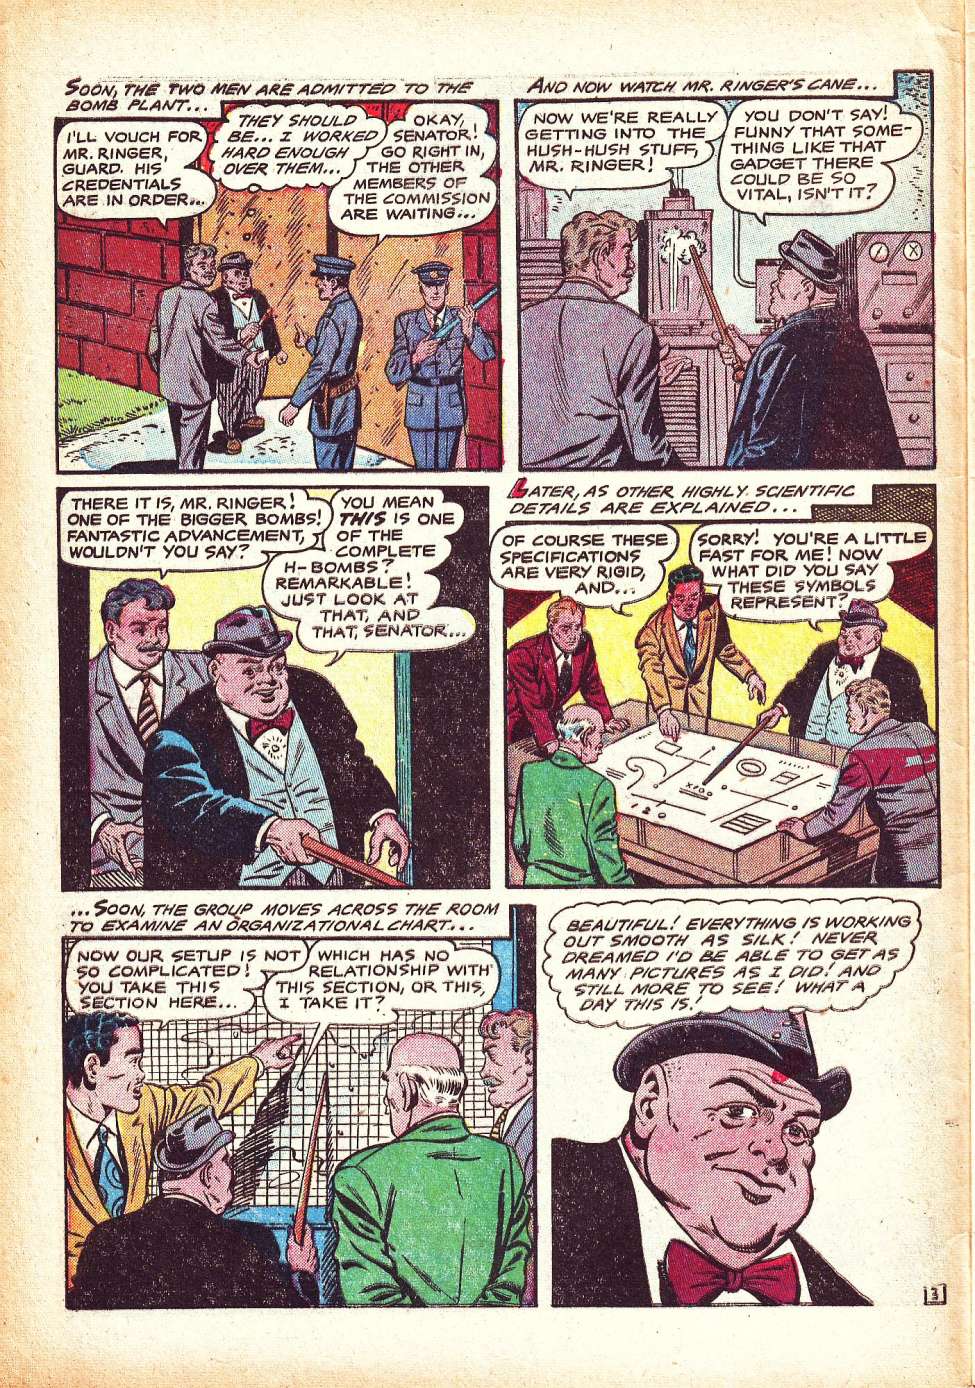 SOON, THE TWO MEN ARE ADMITTED TO THE
BOMB PLANT...
I'LL VOUCH FOR
MR. RINGER,
GUARD. HIS
CREDENTIALS
ARE IN ORDER...
THEY SHOULD
BE... I WORKED
HARD ENOUGH
OVER THEM...
OKAY,
SENATOR!
GO RIGHT IN,
THE OTHER
MEMBERS OF
THE COMMISSION
ARE WAITING...
AND NOW WATCH MR. RINGER'S CANE...
NOW WE'RE REALLY
GETTING INTO THE
HUSH-HUSH STUFF,
MR. RINGER!
YOU DON'T SAY!
FUNNY THAT SOME-
THING LIKE THAT
GADGET THERE
COULD BE SO
VITAL, ISN'T IT?
THERE IT IS, MR. RINGER!
ONE OF THE BIGGER BOMBS!
FANTASTIC ADVANCEMENT,
WOULDN'T YOU SAY?
YOU MEAN
THIS IS ONE
OF THE
COMPLETE
H-BOMBS?
REMARKABLE!
JUST LOOK AT
THAT, AND
THAT, SENATOR...
LATER, AS OTHER HIGHLY SCIENTIFIC
DETAILS ARE EXPLAINED...
OF COURSE THESE
SPECIFICATIONS
ARE VERY RIGID,
AND...
SORRY! YOU'RE A LITTLE
FAST FOR ME! NOW
WHAT DID YOU SAY
THESE SYMBOLS
REPRESENT?
...SOON, THE GROUP MOVES ACROSS THE ROOM
TO EXAMINE AN ORGANIZATIONAL CHART...
NOW OUR SETUP IS NOT
SO COMPLICATED!
YOU TAKE THIS
SECTION HERE...
WHICH HAS NO
RELATIONSHIP WITH
THIS SECTION, OR THIS,
I TAKE IT?
BEAUTIFUL! EVERYTHING IS WORKING
OUT SMOOTH AS SILK! NEVER
DREAMED I'D BE ABLE TO GET AS
MANY PICTURES AS I DID! AND
STILL MORE TO SEE! WHAT A
DAY THIS IS!
3